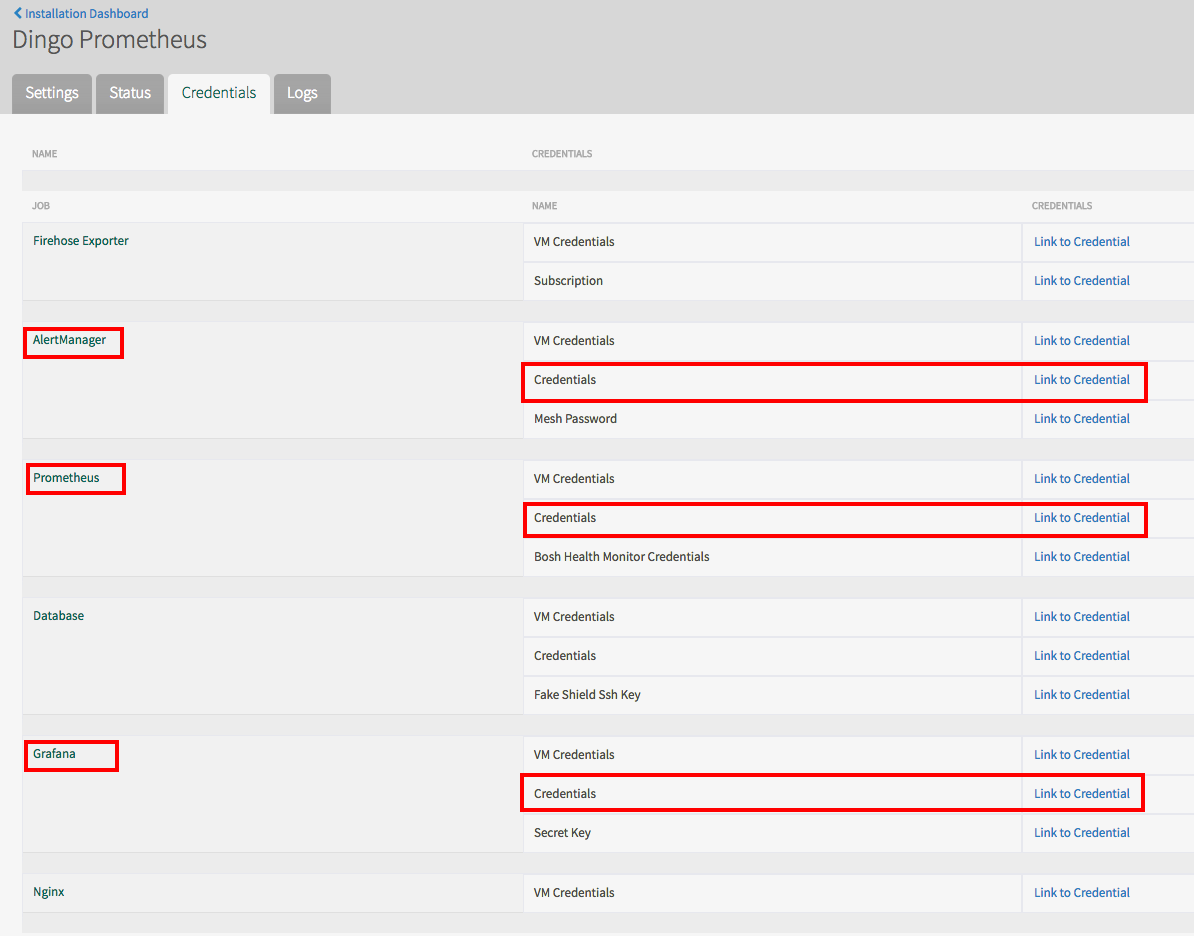 Installation Dashboard
Dingo Prometheus
Settings Status Credentials Logs
NAME CREDENTIALS
JOB NAME CREDENTIALS
Firehose Exporter VM Credentials Link to Credential
Subscription Link to Credential
AlertManager VM Credentials Link to Credential
Credentials Link to Credential
Mesh Password Link to Credential
Prometheus VM Credentials Link to Credential
Credentials Link to Credential
Bosh Health Monitor Credentials Link to Credential
Database VM Credentials Link to Credential
Credentials Link to Credential
Fake Shield Ssh Key Link to Credential
Grafana VM Credentials Link to Credential
Credentials Link to Credential
Secret Key Link to Credential
Nginx VM Credentials Link to Credential